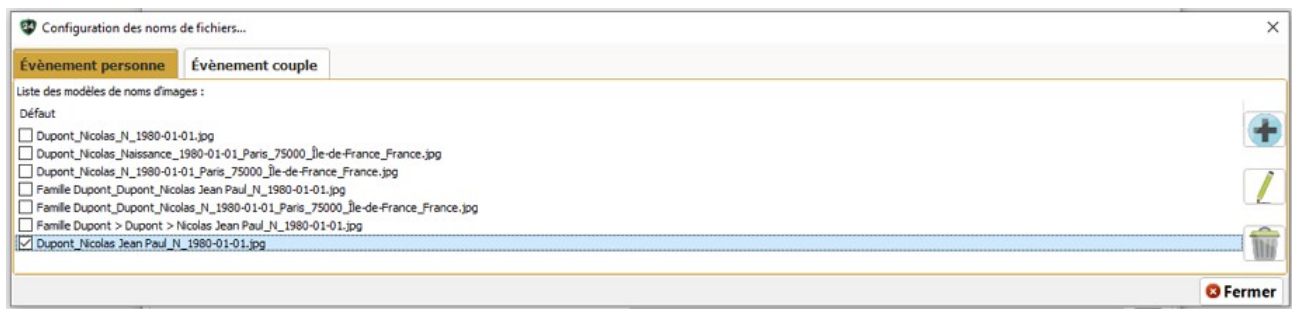 24 Configuration des noms de fichiers...
Évènement personne Évènement couple
Liste des modèles de noms d'images :
Défaut
Dupont_Nicolas_N_1980-01-01.jpg
Dupont_Nicolas_Naissance_1980-01-01_Paris_75000_Île-de-France_France.jpg
Dupont_Nicolas_N_1980-01-01_Paris_75000_Île-de-France_France.jpg
Famille Dupont_Dupont_Nicolas Jean Paul_N_1980-01-01.jpg
Famille Dupont_Dupont_Nicolas_N_1980-01-01_Paris_75000_Île-de-France_France.jpg
Famille Dupont > Dupont > Nicolas Jean Paul_N_1980-01-01.jpg
Dupont_Nicolas Jean Paul_N_1980-01-01.jpg
Fermer